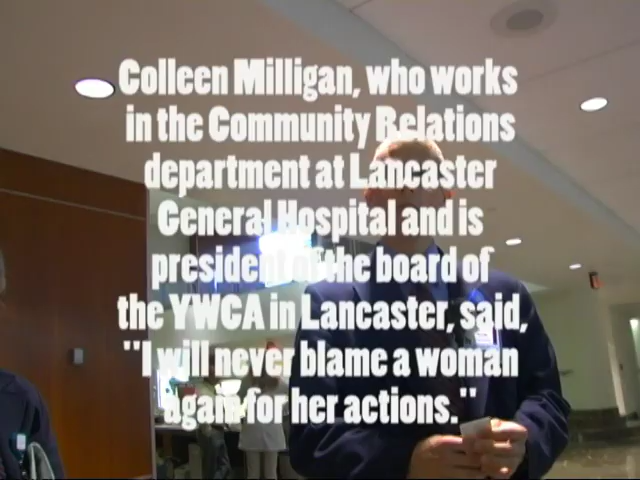 Colleen Milligan, who works
in the Community Relations
department at Lancaster
General Hospital and is
president of the board of
the YWCA in Lancaster, said,
"I will never blame a woman
again for her actions."